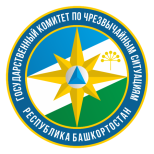 ГОСУДАРСТВЕННЫЙ КОМИТЕТ ПО ЧРЕЗВЫЧАЙНЫМ СИТУАЦИЯМ
РЕСПУБЛИКА БАШКОРТОСТАН